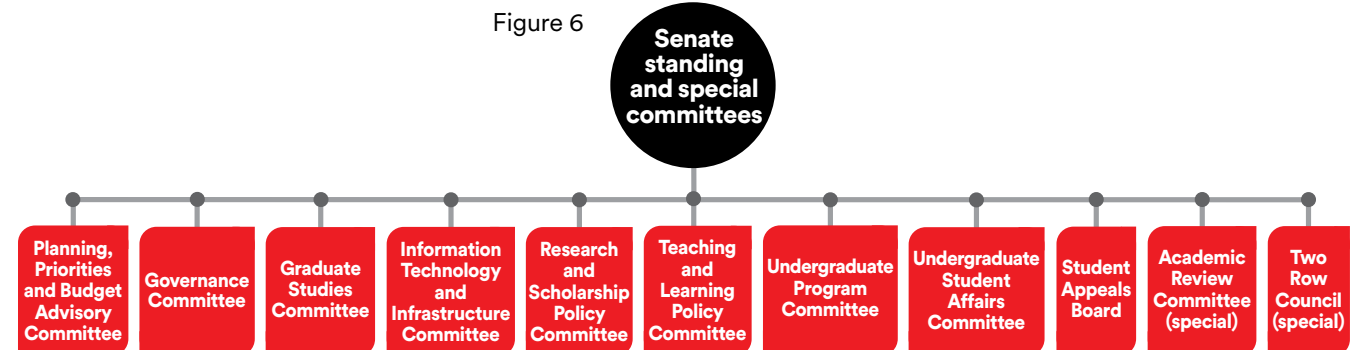 Figure 6
Senate
standing
and special
committees
Planning,
Priorities
and Budget
Advisory
Committee
Governance
Committee
Graduate
Studies
Committee
Information
Technology
and
Infrastructure
Committee
Research
and
Scholarship
Policy
Committee
Teaching
and
Learning
Policy
Committee
Undergraduate
Program
Committee
Undergraduate
Student
Affairs
Committee
Student
Appeals
Board
Academic
Review
Committee
(special)
Two
Row
Council
(special)